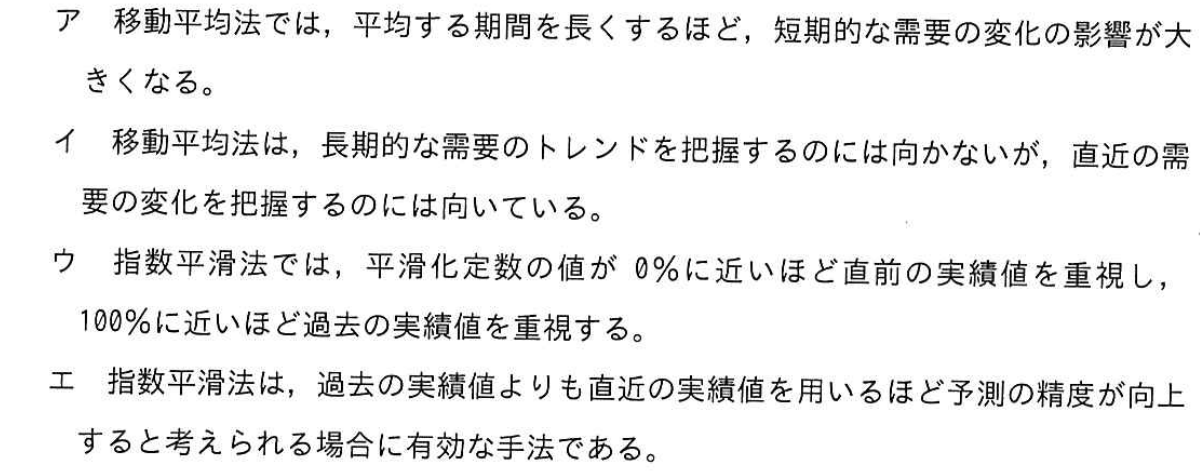 ア 移動平均法では，平均する期間を長くするほど，短期的な需要の変化の影響が大
きくなる。
イ 移動平均法は，長期的な需要のトレンドを把握するのには向かないが，直近の需
要の変化を把握するのには向いている。
ウ 指数平滑法では，平滑化定数の値が 0%に近いほど直前の実績値を重視し，
100%に近いほど過去の実績値を重視する。
エ 指数平滑法は，過去の実績値よりも直近の実績値を用いるほど予測の精度が向上
すると考えられる場合に有効な手法である。